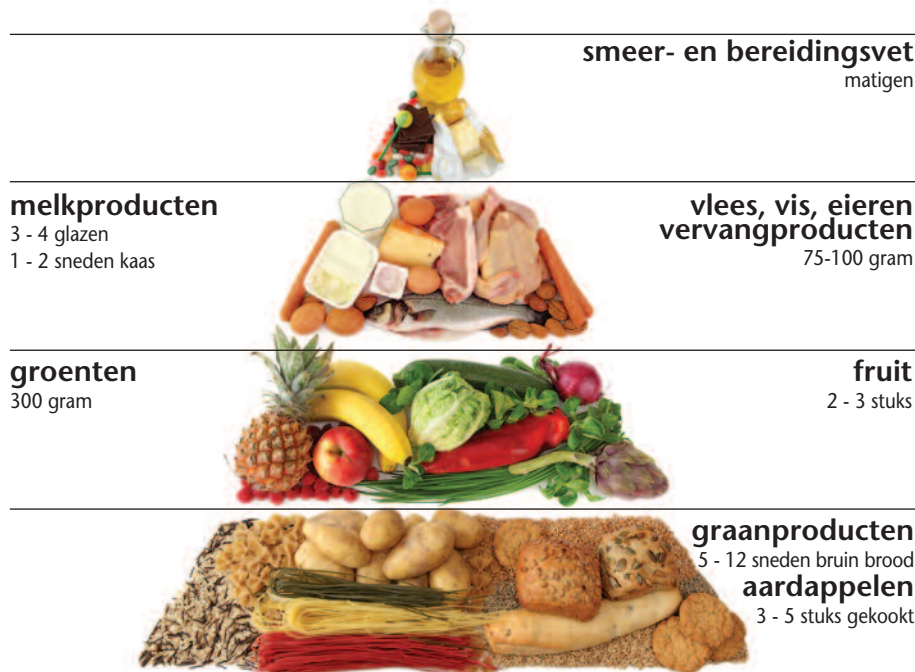 smeer- en bereidingsvet
matigen
melkproducten
3 - 4 glazen
1 - 2 sneden kaas
vlees, vis, eieren
vervangproducten
75-100 gram
groenten
300 gram
fruit
2 - 3 stuks
graanproducten
5 - 12 sneden bruin brood
aardappelen
3 - 5 stuks gekookt